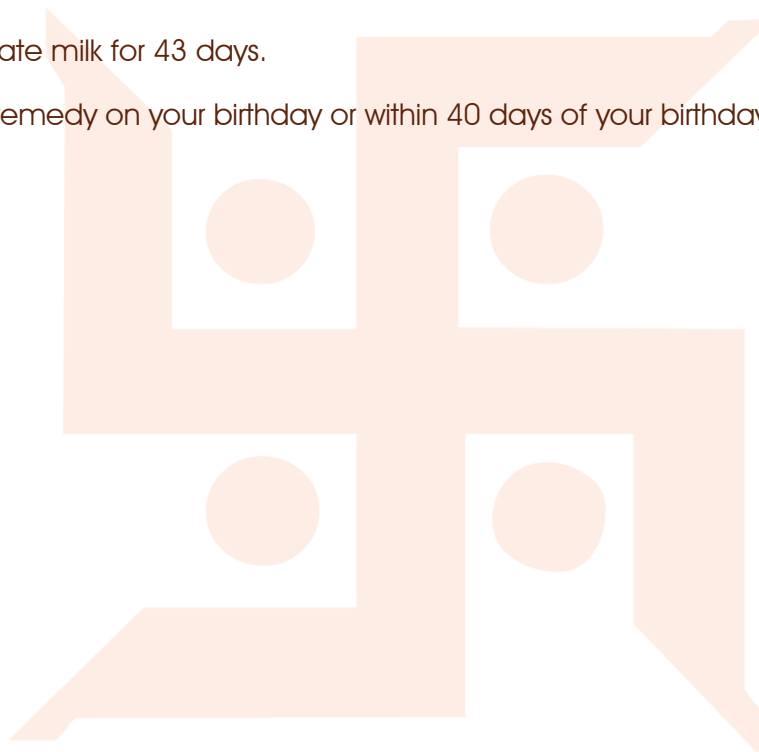 ate milk for 43 days.
emedy on your birthday or within 40 days of your birthday